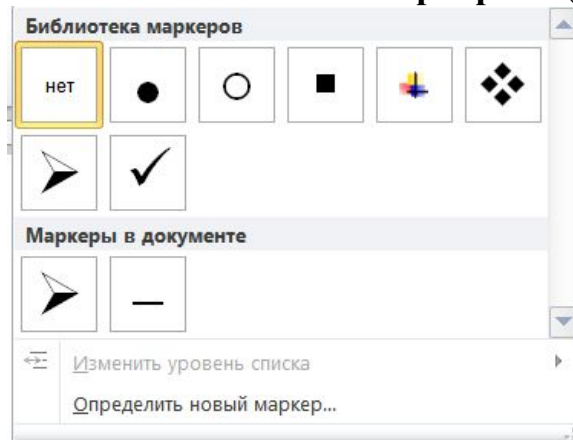 Библиотека маркеров
нет
Маркеры в документе
Изменить уровень списка
Определить новый маркер...